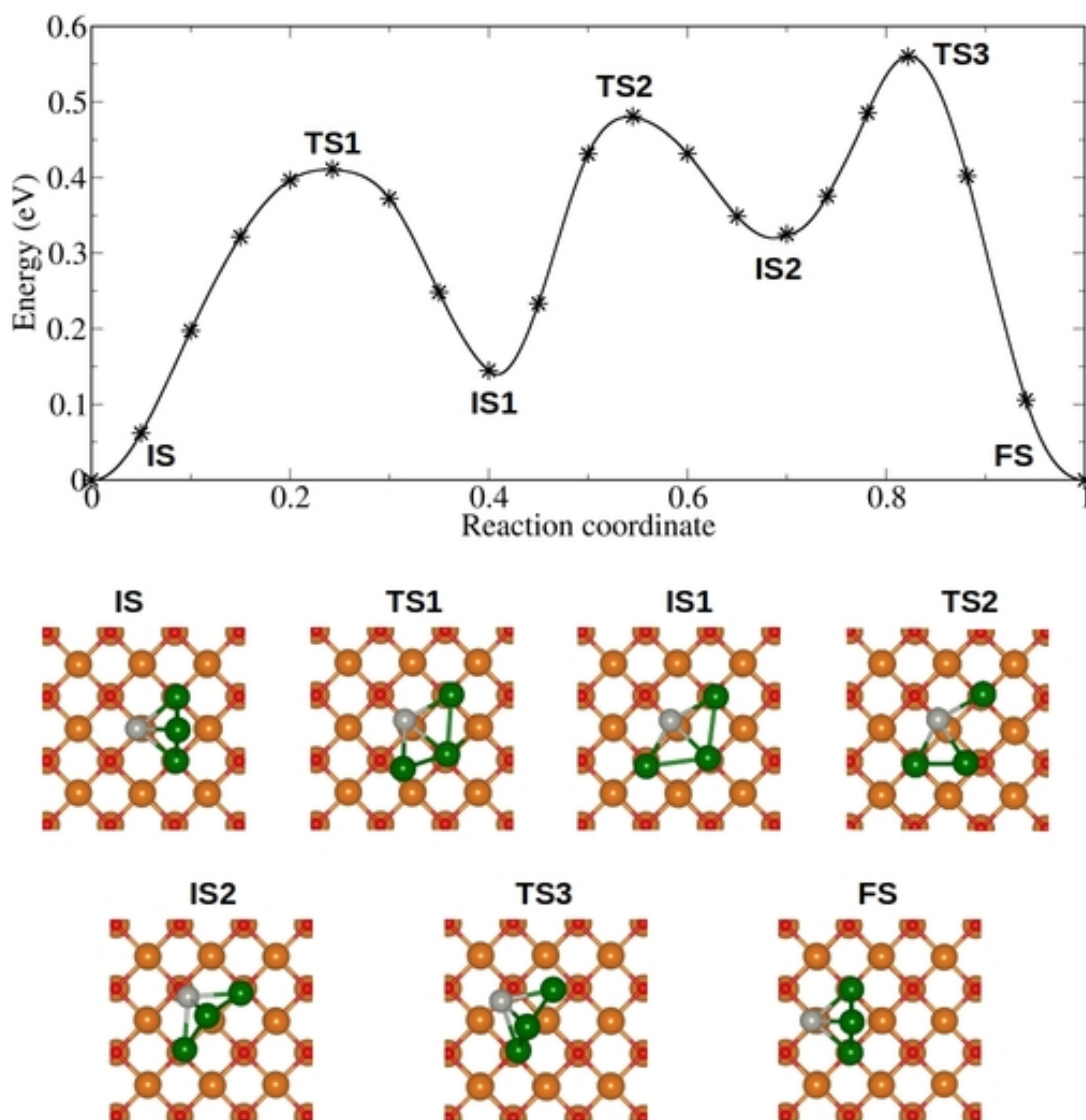 0.6
0.5
0.4
0.3
0.2
0.1
0
Energy (eV)
TS1
TS2
TS3
IS1
IS2
IS
FS
0 0.2 0.4 0.6 0.8 1
Reaction coordinate
IS TS1 IS1 TS2
IS2 TS3 FS